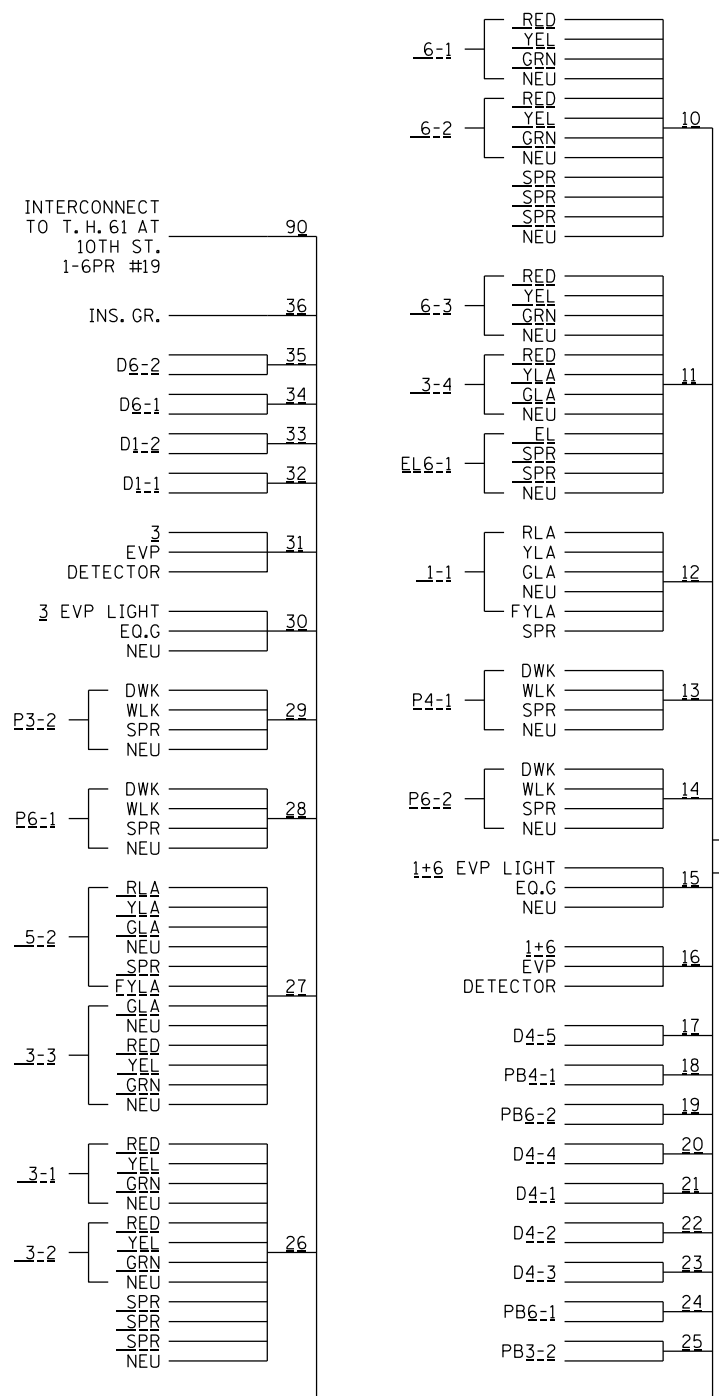 INTERCONNECT
TO T.H. 61 AT
10TH ST.
1-6PR #19
90
INS. GR.
36
D6-2
35
D6-1
34
D1-2
33
D1-1
32
3
EVP
DETECTOR
31
3 EVP LIGHT
EQ.G
NEU
30
P3-2
DWK
WLK
SPR
NEU
29
P6-1
DWK
WLK
SPR
NEU
28
5-2
RLA
YLA
GLA
NEU
SPR
FYLA
27
3-3
GLA
NEU
RED
YEL
GRN
NEU
3-1
RED
YEL
GRN
NEU
3-2
RED
YEL
GRN
NEU
26
SPR
SPR
SPR
NEU
6-1
RED
YEL
GRN
NEU
6-2
RED
YEL
GRN
NEU
10
SPR
SPR
SPR
NEU
6-3
RED
YEL
GRN
NEU
3-4
RED
YLA
GLA
NEU
11
EL6-1
EL
SPR
SPR
NEU
1-1
RLA
YLA
GLA
NEU
FYLA
SPR
12
P4-1
DWK
WLK
SPR
NEU
13
P6-2
DWK
WLK
SPR
NEU
14
1+6 EVP LIGHT
EQ.G
NEU
15
1+6
EVP
DETECTOR
16
D4-5
17
PB4-1
18
PB6-2
19
D4-4
20
D4-1
21
D4-2
22
D4-3
23
PB6-1
24
PB3-2
25